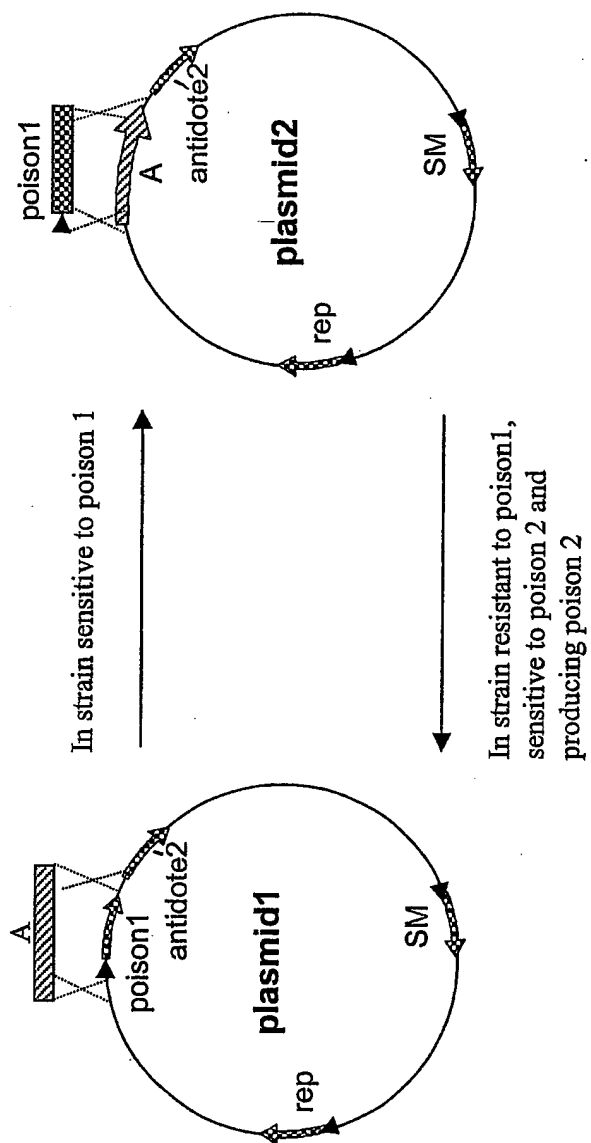 A
poison1
antidote2
plasmid1
rep
SM
In strain sensitive to poison 1
In strain resistant to poison1,
sensitive to poison 2 and
producing poison 2
poison1
A
antidote2
plasmid2
rep
SM